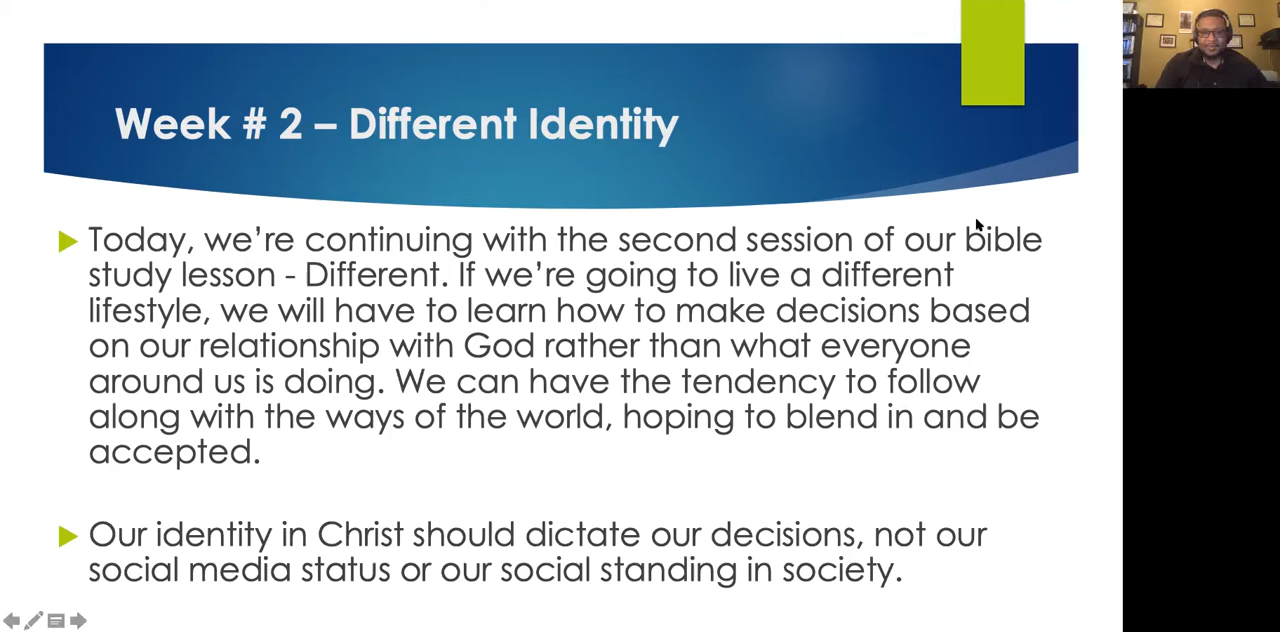 Week # 2 – Different Identity
Today, we're continuing with the second session of our bible
study lesson - Different. If we're going to live a different
lifestyle, we will have to learn how to make decisions based
on our relationship with God rather than what everyone
around us is doing. We can have the tendency to follow
along with the ways of the world, hoping to blend in and be
accepted.
Our identity in Christ should dictate our decisions, not our
social media status or our social standing in society.